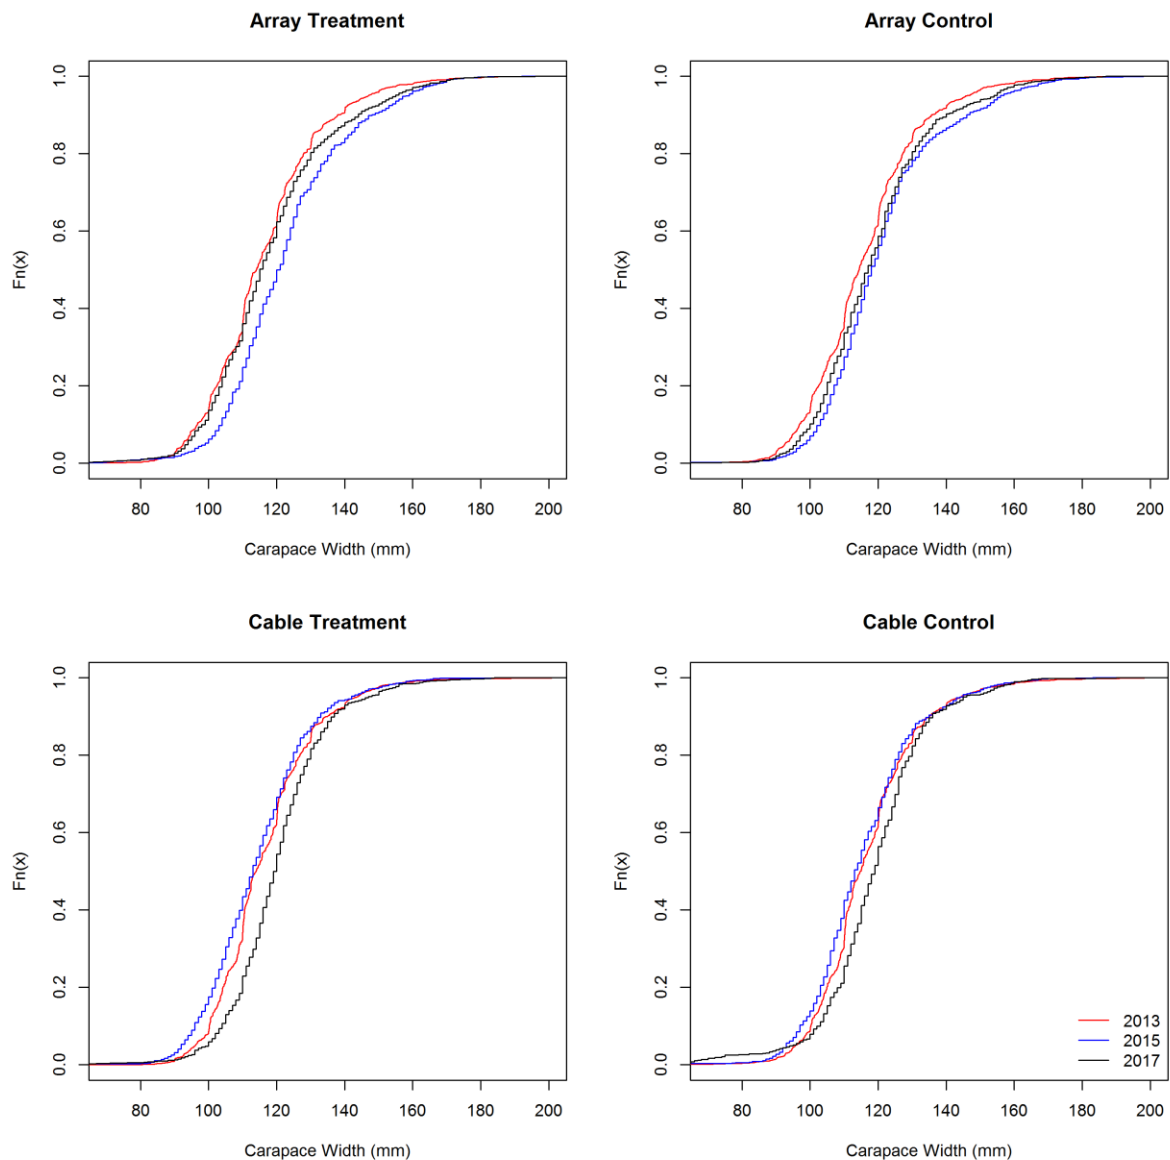 Array Treatment
Fn(x)
0.0 0.2 0.4 0.6 0.8 1.0
80 100 120 140 160 180 200
Carapace Width (mm)
Array Control
Fn(x)
0.0 0.2 0.4 0.6 0.8 1.0
80 100 120 140 160 180 200
Carapace Width (mm)
Cable Treatment
Fn(x)
0.0 0.2 0.4 0.6 0.8 1.0
80 100 120 140 160 180 200
Carapace Width (mm)
Cable Control
Fn(x)
0.0 0.2 0.4 0.6 0.8 1.0
2013
2015
2017
80 100 120 140 160 180 200
Carapace Width (mm)